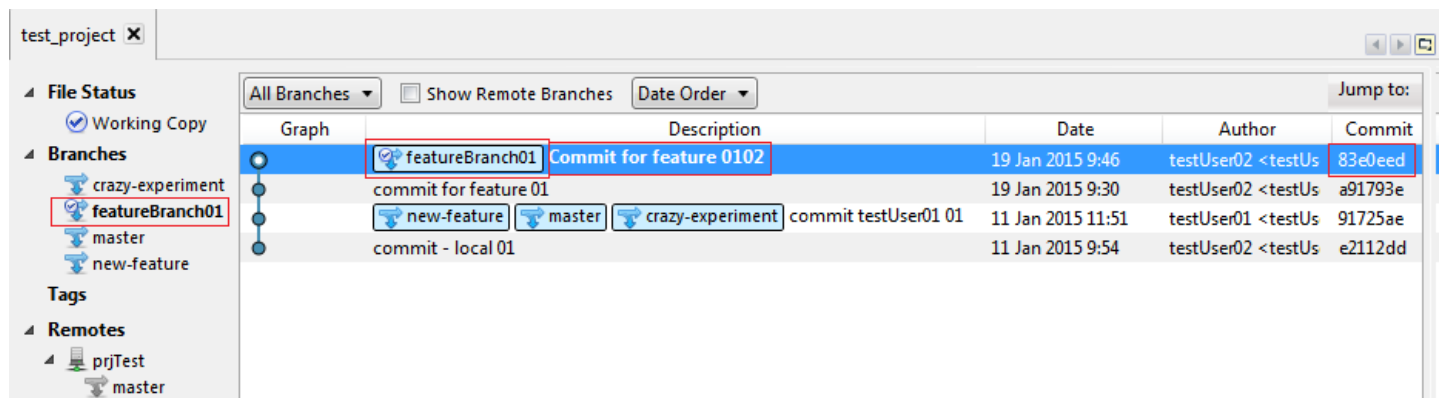 test_project
File Status
Working Copy
Branches
crazy-experiment
featureBranch01
master
new-feature
Tags
Remotes
prjTest
master
All Branches Show Remote Branches Date Order Jump to:
Graph Description Date Author Commit
featureBranch01 Commit for feature 0102 19 Jan 2015 9:46 testUser02 <testUs 83e0eed
commit for feature 01 19 Jan 2015 9:30 testUser02 <testUs a91793e
new-feature master crazy-experiment commit testUser01 01 11 Jan 2015 11:51 testUser01 <testUs 91725ae
commit - local 01 11 Jan 2015 9:54 testUser02 <testUs e2112dd